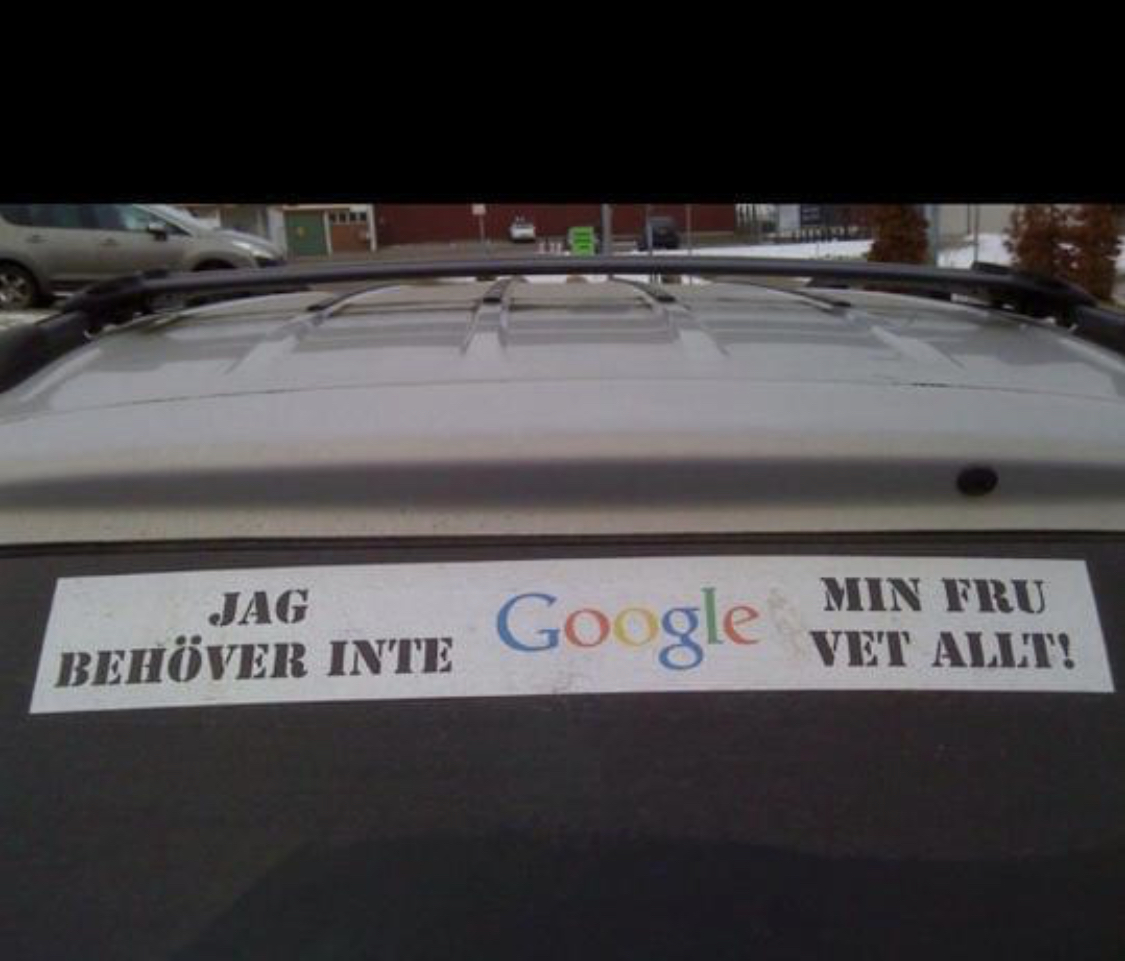 JAG
BEHÖVER INTE
Google
MIN FRU
VET ALLT!